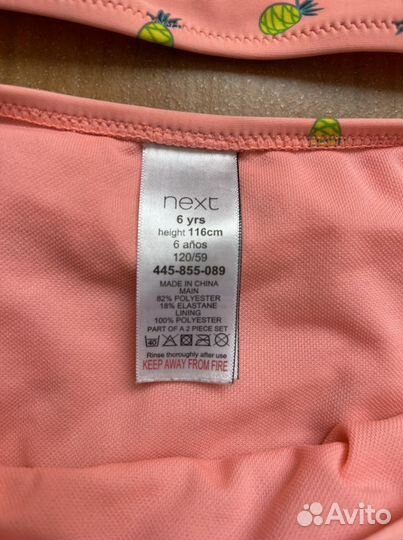 next
6 yrs
height 116cm
6 años
120/59
445-855-089
MADE IN CHINA
MAIN
82% POLYESTER
18% ELASTANE
LINING
100% POLYESTER
PART OF A 2 PIECE SET
40
Rinse thoroughly after use
KEEP AWAY FROM FIRE
Avito